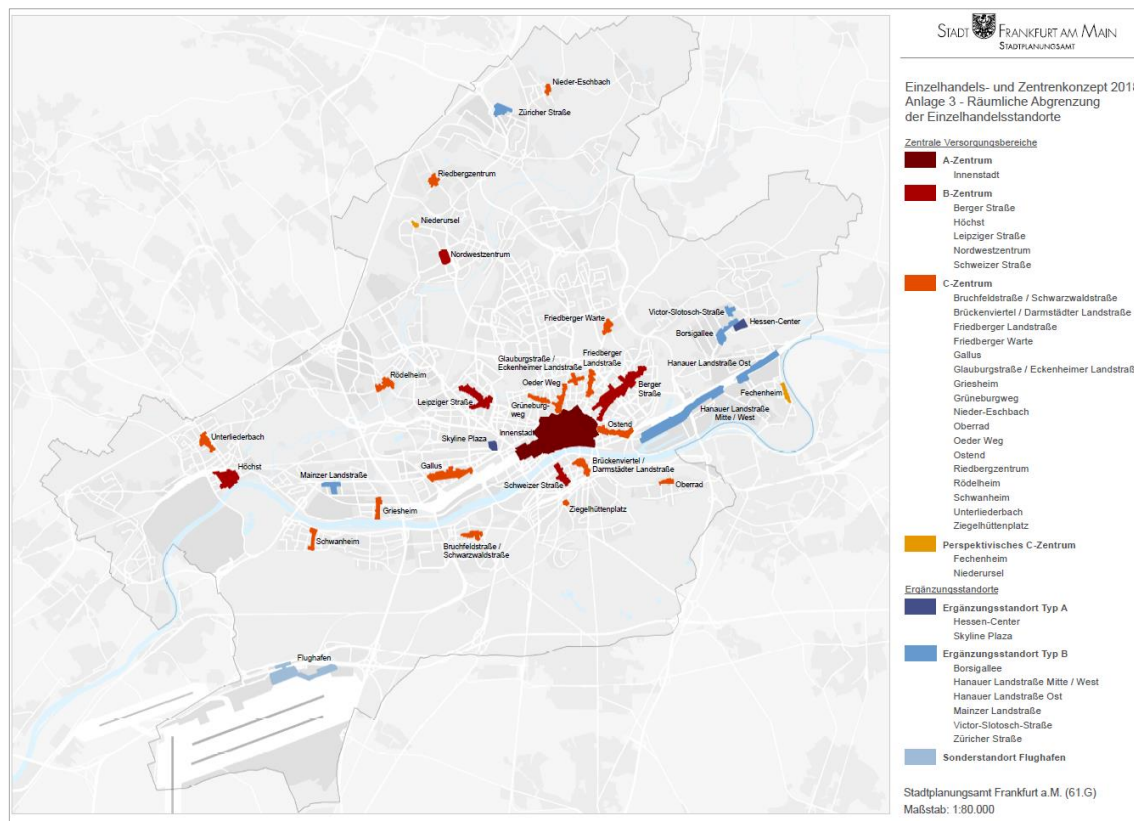 STADT FRANKFURT AM MAIN
STADTPLANUNGSAMT
Einzelhandels- und Zentrenkonzept 2018
Anlage 3 - Räumliche Abgrenzung
der Einzelhandelsstandorte
Zentrale Versorgungsbereiche
A-Zentrum
Innenstadt
B-Zentrum
Berger Straße
Höchst
Leipziger Straße
Nordwestzentrum
Schweizer Straße
C-Zentrum
Bruchfeldstraße / Schwarzwaldstraße
Brückenviertel / Darmstädter Landstraße
Friedberger Landstraße
Friedberger Warte
Gallus
Glauburgstraße / Eckenheimer Landstraß
Griesheim
Grüneburgweg
Nieder-Eschbach
Oberrad
Oeder Weg
Ostend
Riedbergzentrum
Rödelheim
Schwanheim
Unterliederbach
Ziegelhüttenplatz
Perspektivisches C-Zentrum
Fechenheim
Niederursel
Ergänzungsstandorte
Ergänzungsstandort Typ A
Hessen-Center
Skyline Plaza
Ergänzungsstandort Typ B
Borsigallee
Hanauer Landstraße Mitte / West
Hanauer Landstraße Ost
Mainzer Landstraße
Victor-Slotosch-Straße
Züricher Straße
Sonderstandort Flughafen
Stadtplanungsamt Frankfurt a.M. (61.G)
Maßstab: 1:80.000
Nieder-Eschbach
Züricher Straße
Riedbergzentrum
Niederursel
Nordwestzentrum
Victor-Slotosch-Straße
Friedberger Warte
Hessen-Center
Borsigallee
Glauburgstraße /
Eckenheimer Landstraße
Friedberger
Landstraße
Hanauer Landstraße Ost
Rödelheim
Oeder Weg
Berger
Straße
Fechenheim
Leipziger Straße
Grüneburg-
weg
Hanauer Landstraße
Mitte / West
Ostend
Unterliederbach
Skyline Plaza
Innenstadt
Höchst
Mainzer Landstraße
Gallus
Brückenviertel /
Darmstädter Landstraße
Schweizer Straße
Oberrad
Griesheim
Ziegelhüttenplatz
Schwanheim
Bruchfeldstraße /
Schwarzwaldstraße
Flughafen